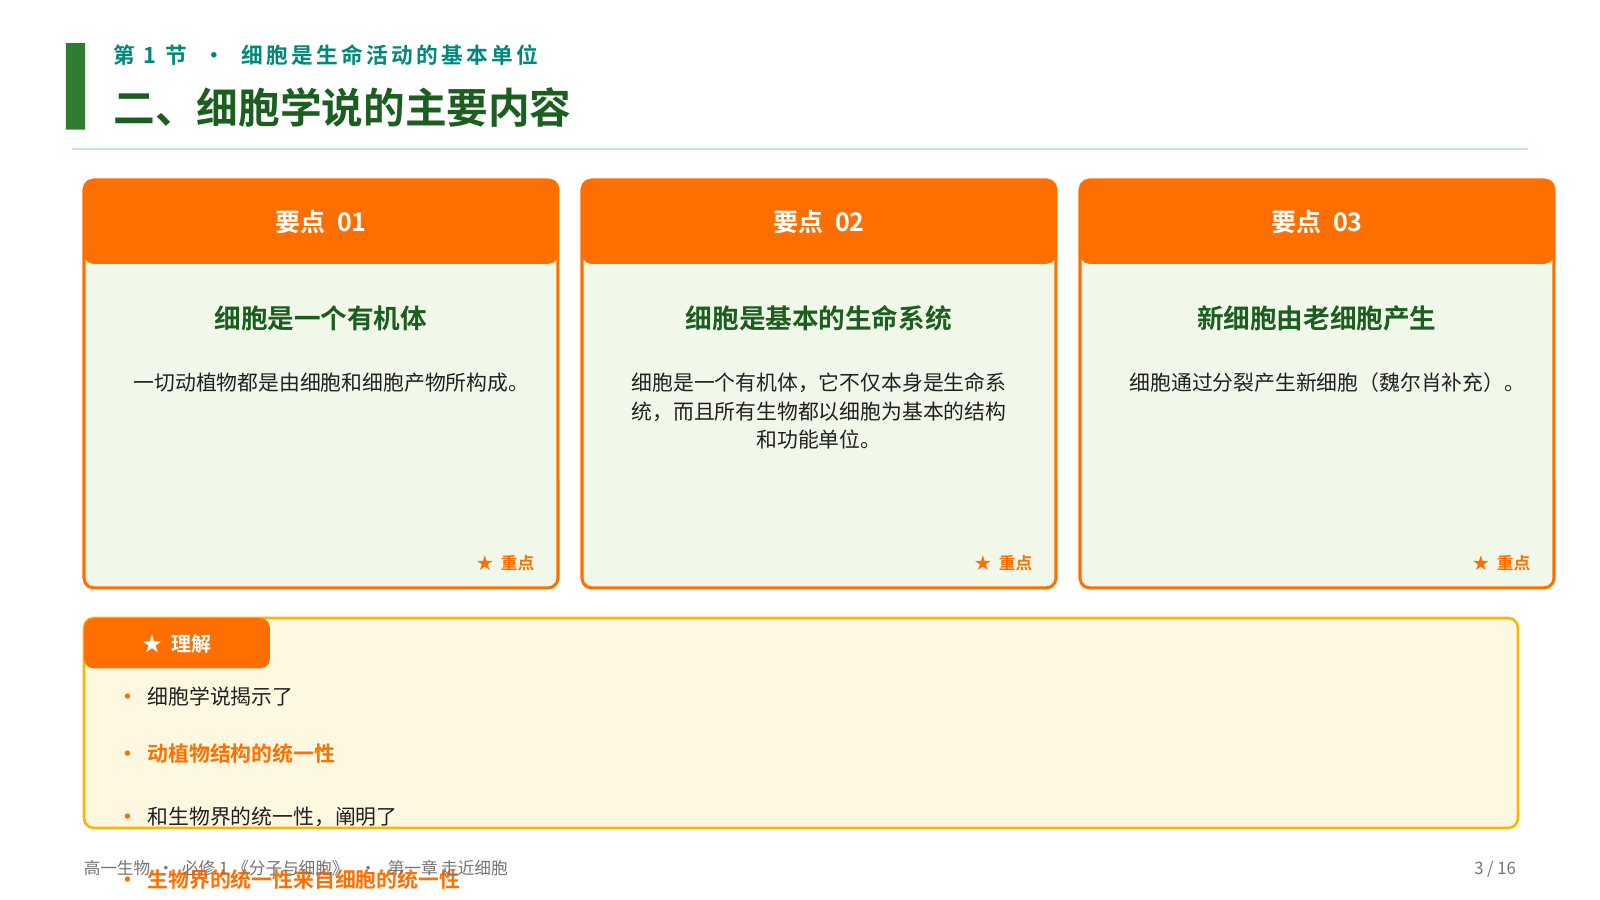 第 1 节 · 细胞是生命活动的基本单位
二、细胞学说的主要内容
要点 01
细胞是一个有机体
一切动植物都是由细胞和细胞产物所构成。
★ 重点
要点 02
细胞是基本的生命系统
细胞是一个有机体，它不仅本身是生命系
统，而且所有生物都以细胞为基本的结构
和功能单位。
★ 重点
要点 03
新细胞由老细胞产生
细胞通过分裂产生新细胞（魏尔肖补充）。
★ 重点
★ 理解
• 细胞学说揭示了
• 动植物结构的统一性
• 和生物界的统一性，阐明了
• 生物界的统一性来自细胞的统一性
高一生物 · 必修 1《分子与细胞》 · 第一章 走近细胞
3 / 16